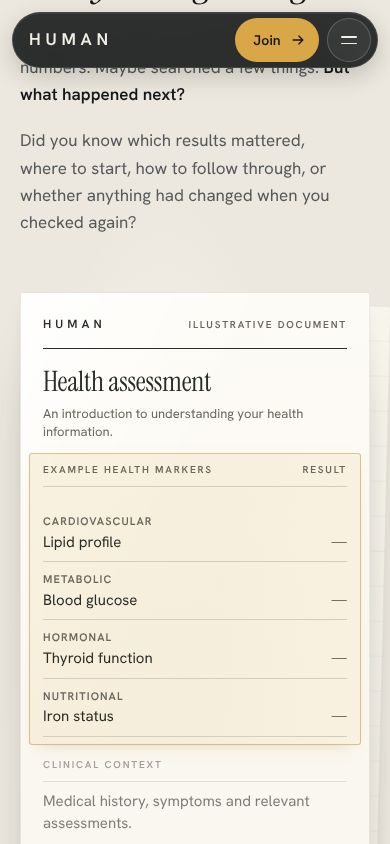 HUMAN
Join →
numbers. Maybe searched a few things. But
what happened next?
Did you know which results mattered,
where to start, how to follow through, or
whether anything had changed when you
checked again?
HUMAN ILLUSTRATIVE DOCUMENT
Health assessment
An introduction to understanding your health
information.
EXAMPLE HEALTH MARKERS RESULT
CARDIOVASCULAR
Lipid profile —
METABOLIC
Blood glucose —
HORMONAL
Thyroid function —
NUTRITIONAL
Iron status —
CLINICAL CONTEXT
Medical history, symptoms and relevant
assessments.